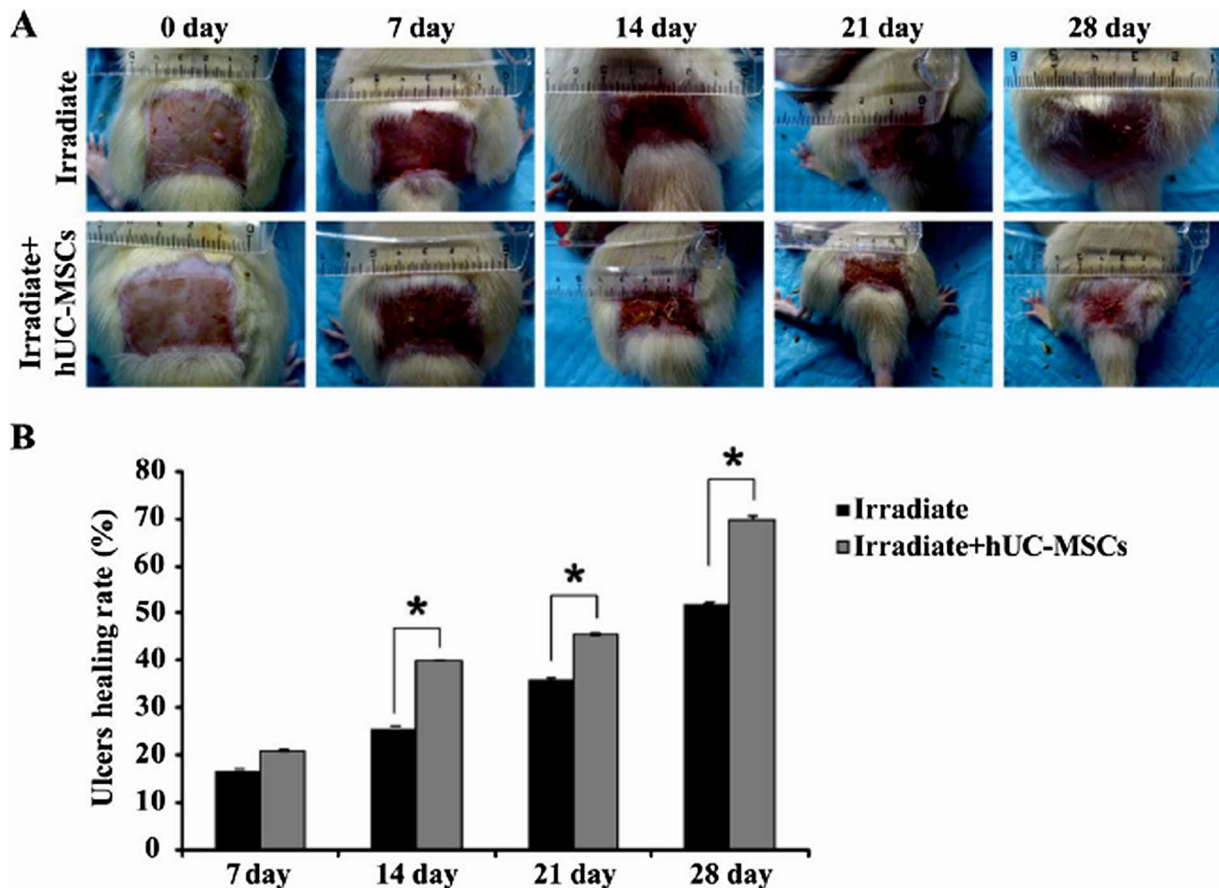 A
0 day 7 day 14 day 21 day 28 day
Irradiate
Irradiate+
hUC-MSCs
B
Ulcers healing rate (%)
80
70
60
50
40
30
20
10
0
*
*
*
7 day 14 day 21 day 28 day
Irradiate
Irradiate+hUC-MSCs